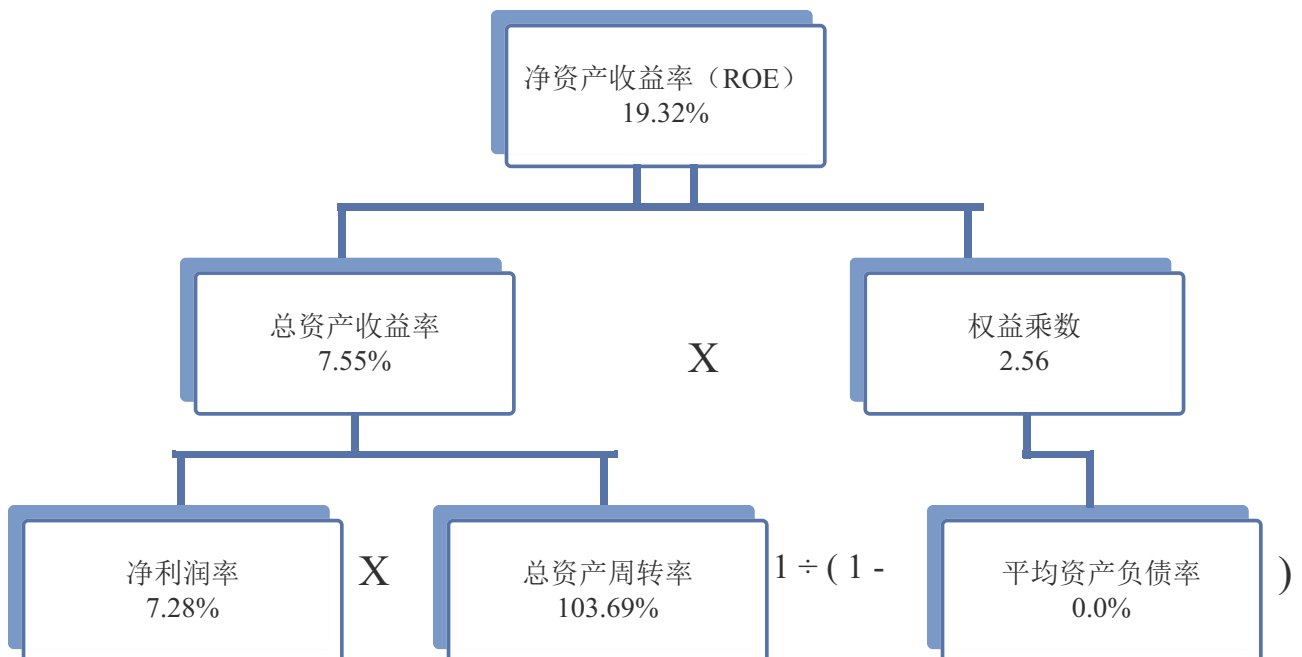 净资产收益率（ROE）
19.32%
总资产收益率
7.55%
X
权益乘数
2.56
净利润率
7.28%
X
总资产周转率
103.69%
1 ÷ ( 1 -
平均资产负债率
0.0%
)